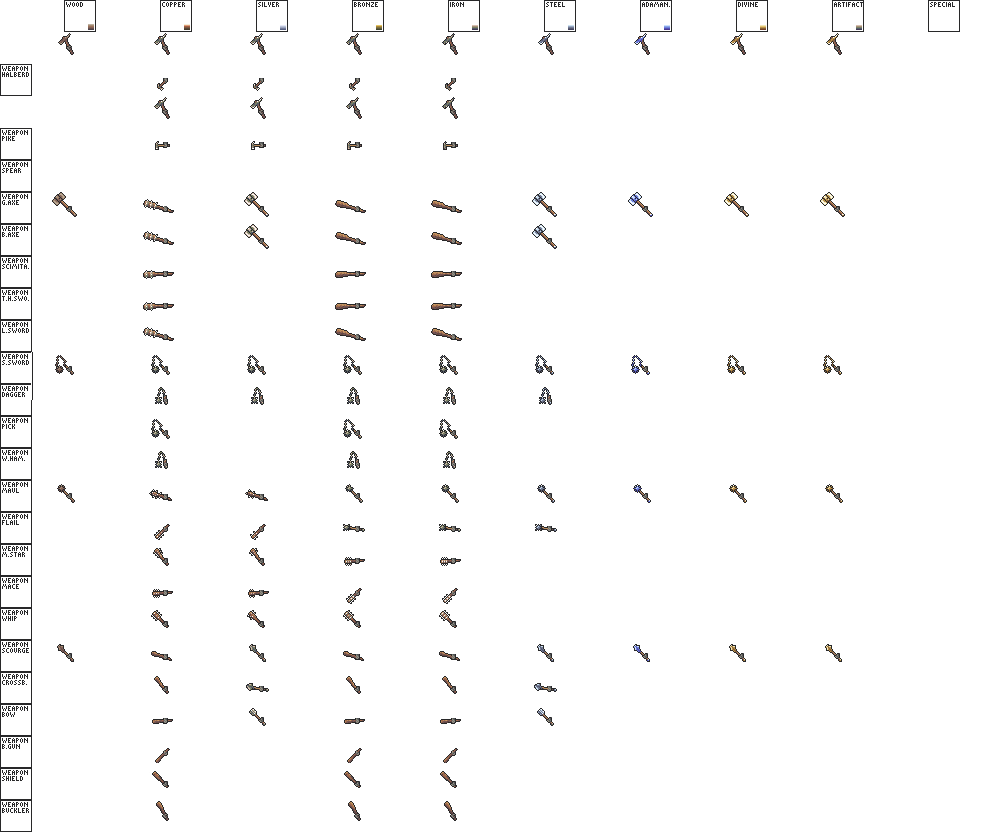 WOOD
COPPER
SILVER
BRONZE
IRON
STEEL
ADAMAN.
DIVINE
ARTIFACT
SPECIAL
WEAPON
HALBERD
WEAPON
PIKE
WEAPON
SPEAR
WEAPON
G.AXE
WEAPON
B.AXE
WEAPON
SCIMITA.
WEAPON
T.H.SWO.
WEAPON
L.SWORD
WEAPON
S.SWORD
WEAPON
DAGGER
WEAPON
PICK
WEAPON
W.HAM.
WEAPON
MAUL
WEAPON
FLAIL
WEAPON
M.STAR
WEAPON
MACE
WEAPON
WHIP
WEAPON
SCOURGE
WEAPON
CROSSB.
WEAPON
BOW
WEAPON
B.GUN
WEAPON
SHIELD
WEAPON
BUCKLER